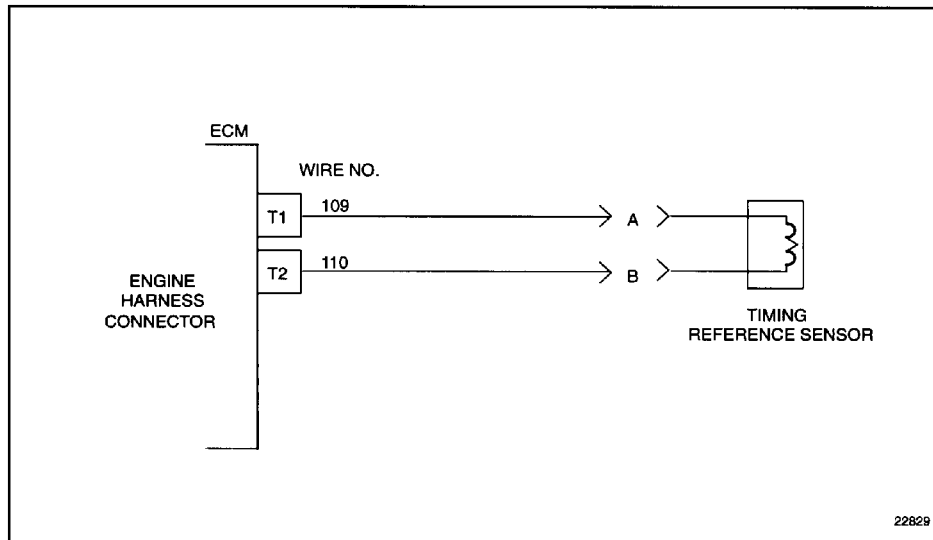 ECM
WIRE NO.
T1
109
A
T2
110
B
ENGINE
HARNESS
CONNECTOR
TIMING
REFERENCE SENSOR
22829